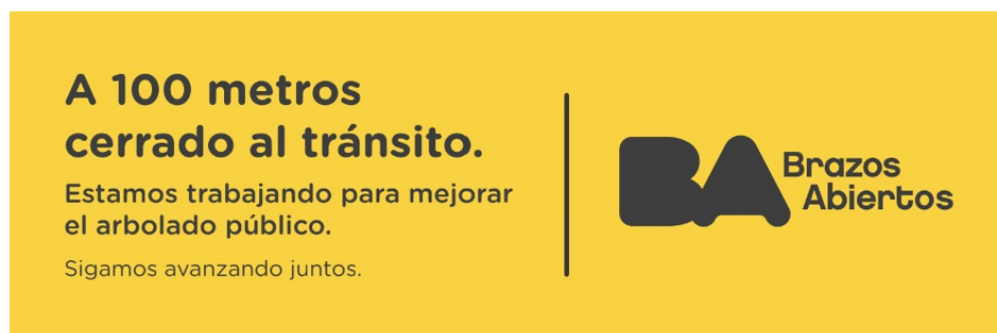 A 100 metros
cerrado al tránsito.
Estamos trabajando para mejorar
el arbolado público.
Sigamos avanzando juntos.
BA
Brazos
Abiertos